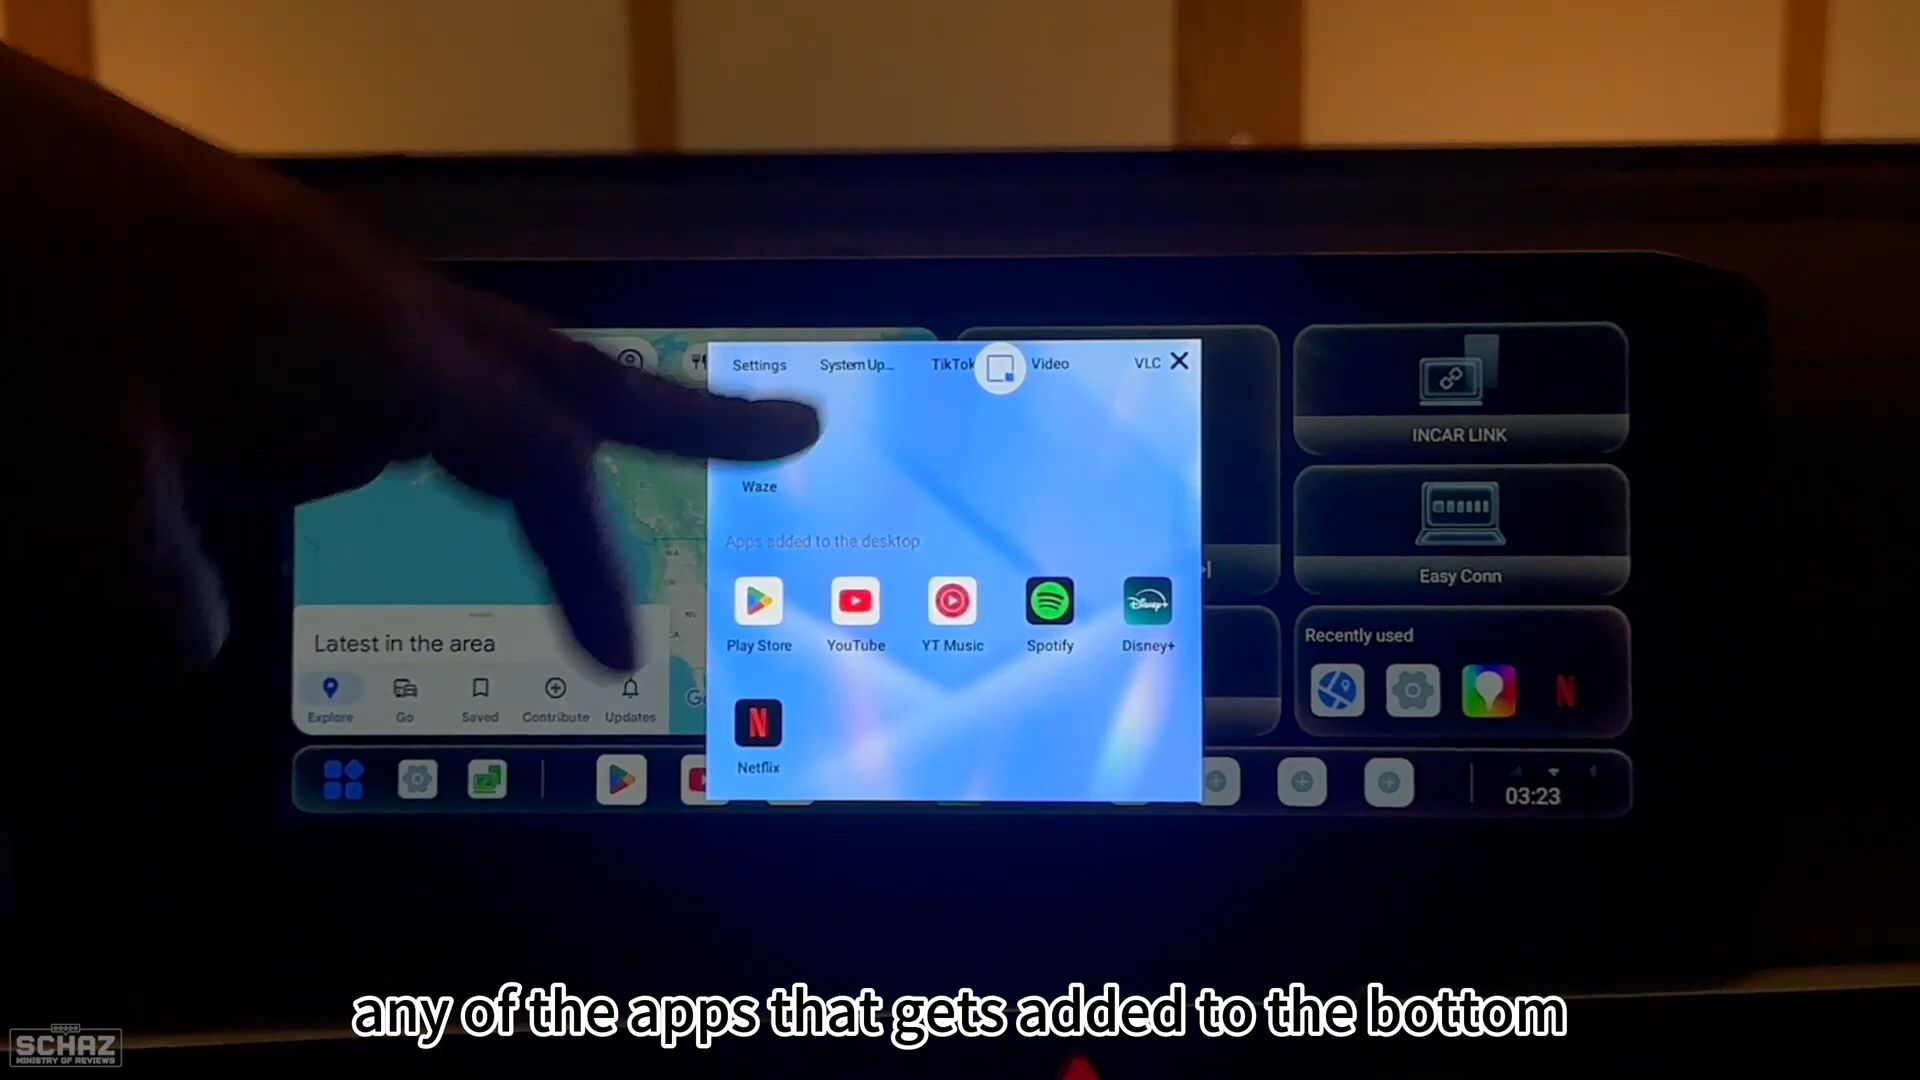 Settings
System Up...
TikTok
Video
VLC
INCAR LINK
Waze
Apps added to the desktop
Easy Conn
Play Store
YouTube
YT Music
Spotify
Disney+
Disney+
Latest in the area
Recently used
Explore
Go
Saved
Contribute
Updates
N
N
Netflix
03:23
any of the apps that gets added to the bottom
SCHAZ
MINISTRY OF REVIEWS